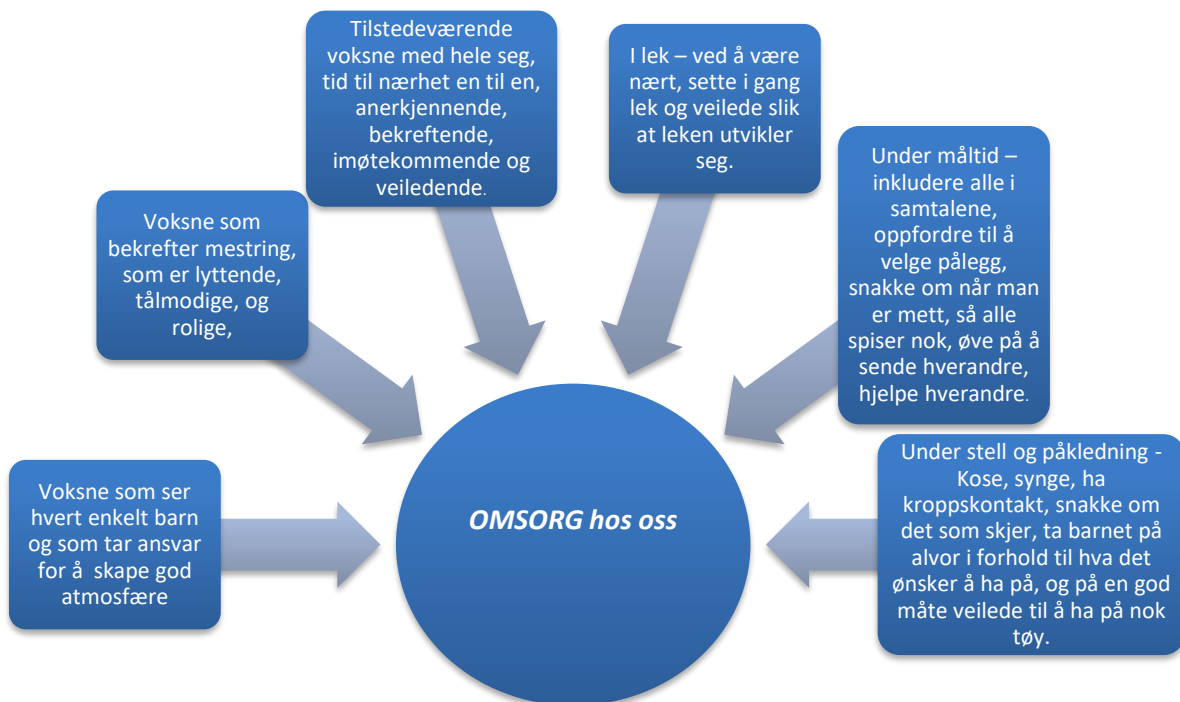 Tilstedeværende
voksne med hele seg,
tid til nærhet en til en,
anerkjennende,
bekreftende,
imøtekommende og
veiledende.
I lek – ved å være
nært, sette i gang
lek og veilede slik
at leken utvikler
seg.
Voksne som
bekrefter mestring,
som er lyttende,
tålmodige, og
rolige,
Under måltid –
inkludere alle i
samtalene,
oppfordre til å
velge pålegg,
snakke om når man
er mett, så alle
spiser nok, øve på å
sende hverandre,
hjelpe hverandre.
Voksne som ser
hvert enkelt barn
og som tar ansvar
for å skape god
atmosfære
OMSORG hos oss
Under stell og påkledning -
Kose, synge, ha
kroppskontakt, snakke om
det som skjer, ta barnet på
alvor i forhold til hva det
ønsker å ha på, og på en god
måte veilede til å ha på nok
tøy.